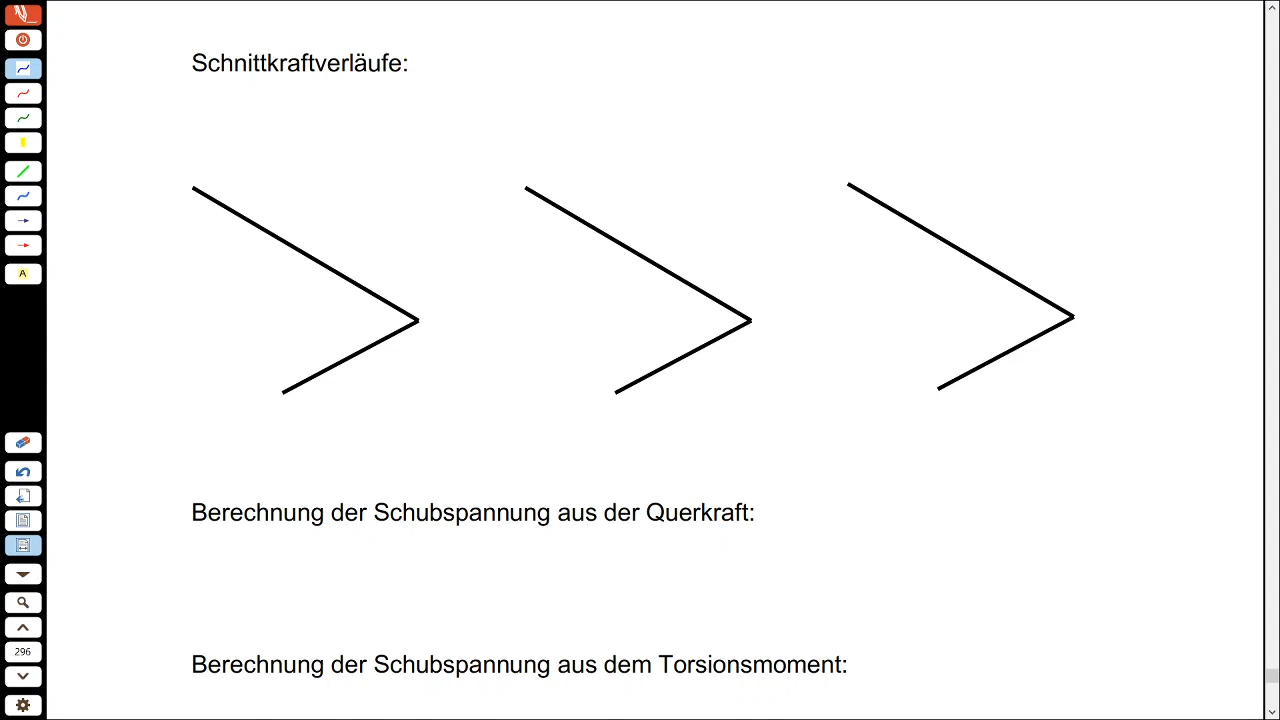 Schnittkraftverläufe:
Berechnung der Schubspannung aus der Querkraft:
Berechnung der Schubspannung aus dem Torsionsmoment:
A
296